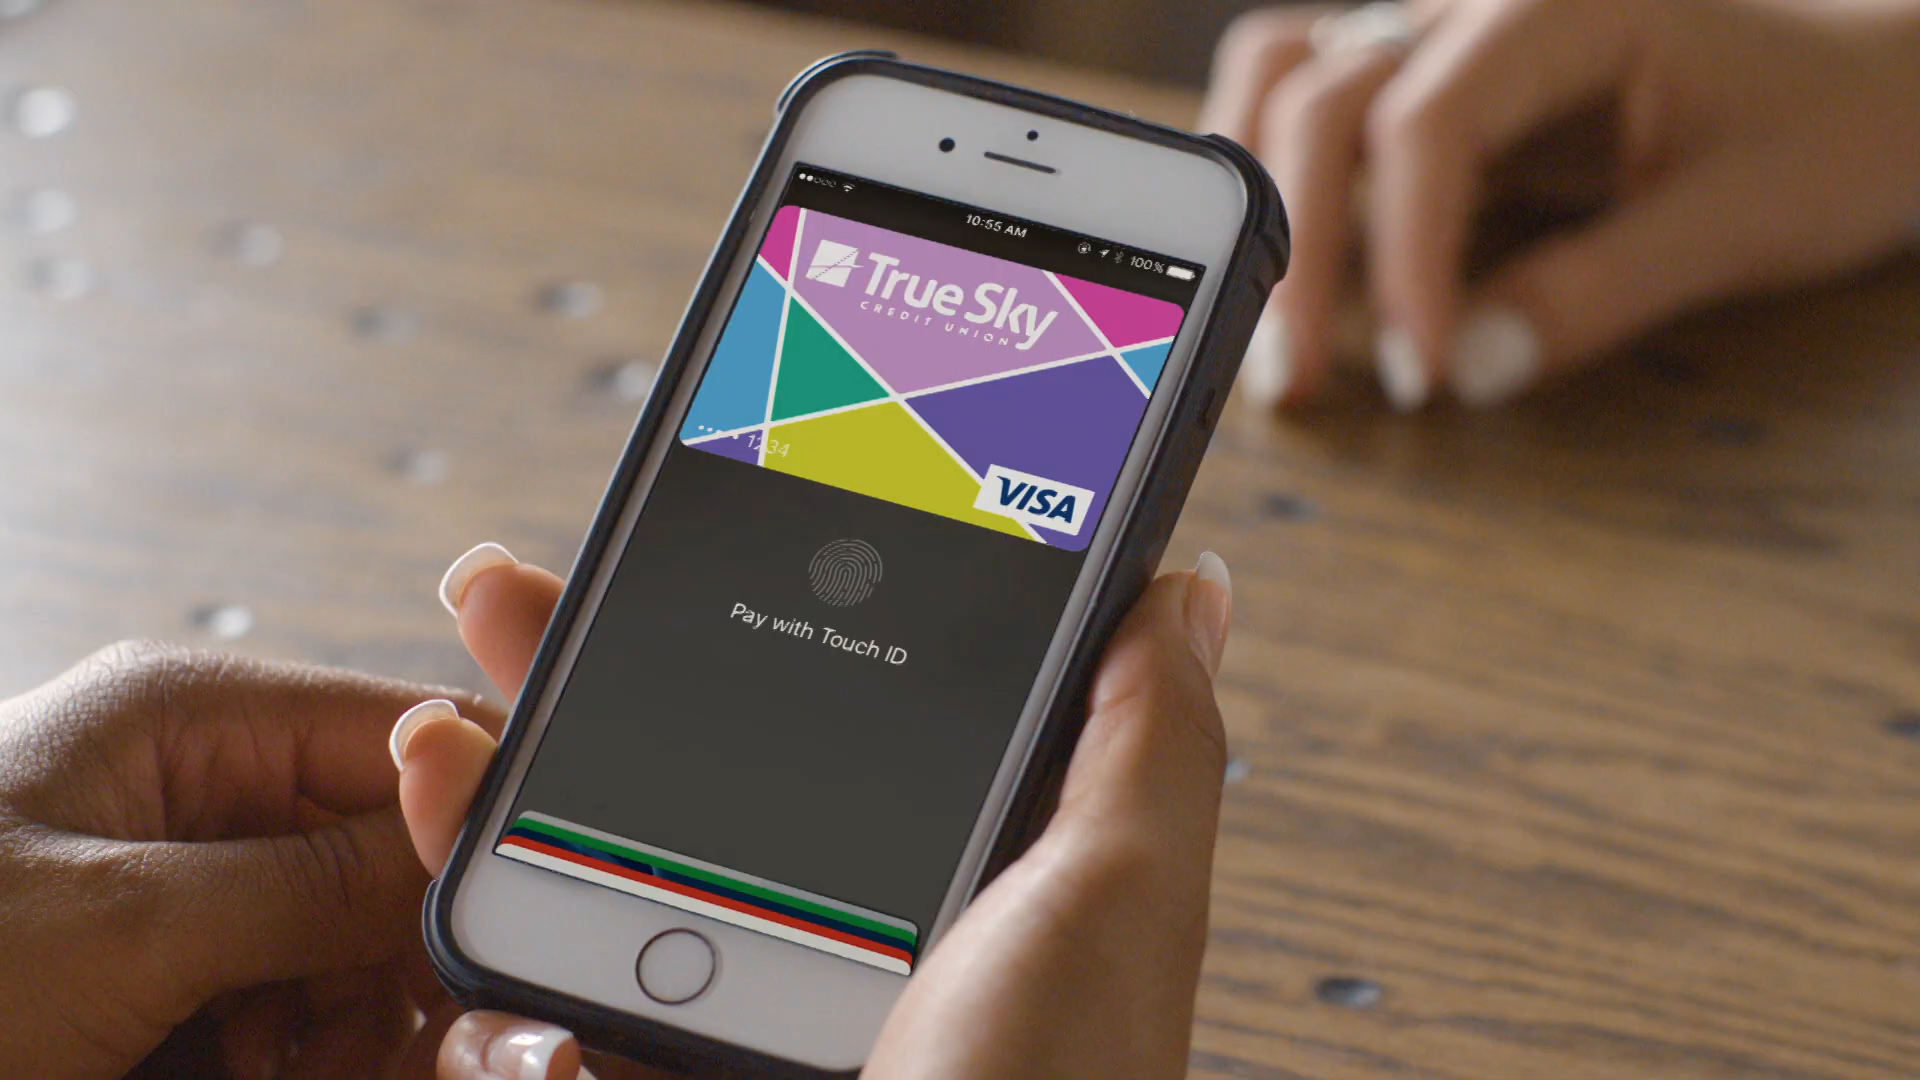 10:55 AM
100%
True Sky
CREDIT UNION
•••• 1234
VISA
Pay with Touch ID